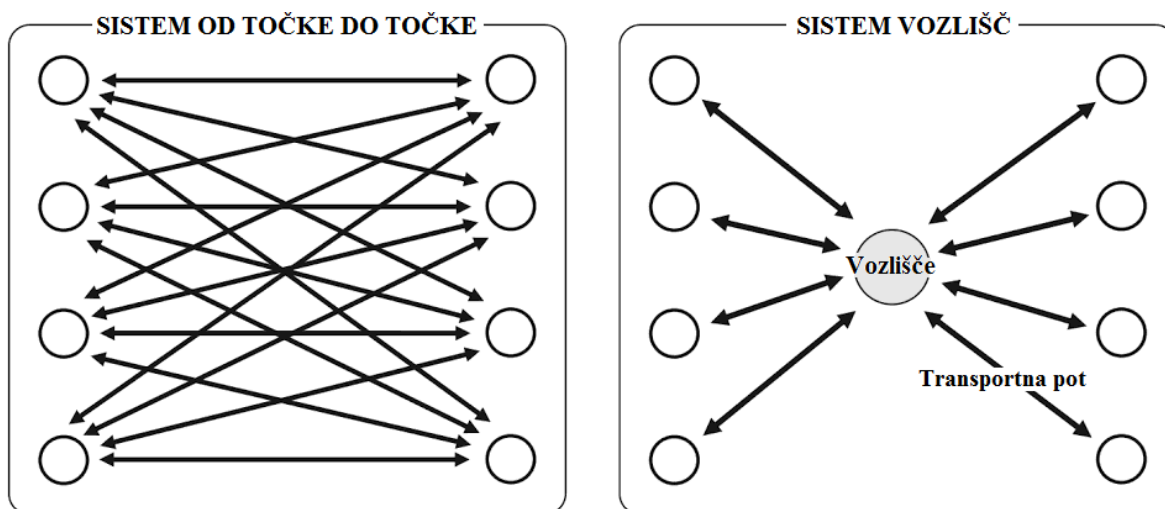 SISTEM OD TOČKE DO TOČKE
SISTEM VOZLIŠČ
Vozlišče
Transportna pot